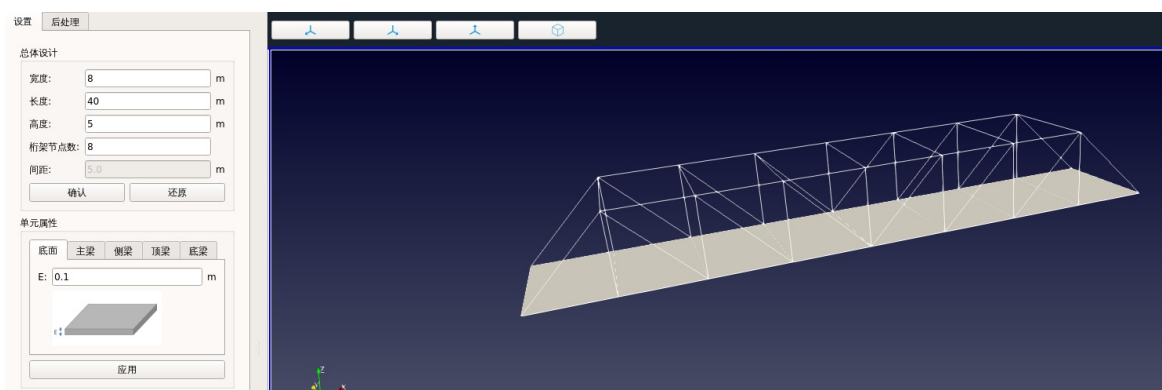 设置 后处理
总体设计
宽度: 8 m
长度: 40 m
高度: 5 m
桁架节点数: 8
间距: 5.0 m
确认 还原
单元属性
底面 主梁 侧梁 顶梁 底梁
E: 0.1 m
E
应用
Z
Y X